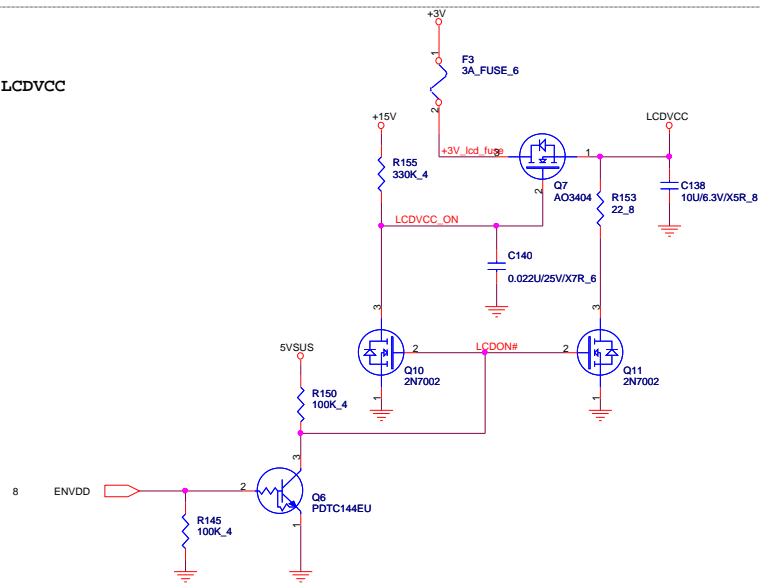 +3V
1
F3
3A_FUSE_6
2
LCDVCC
+15V
LCDVCC
+3V_lcd_fuse
3
1
R155
330K_4
Q7
AO3404
2
R153
22_8
C138
10U/6.3V/X5R_8
LCDVCC_ON
C140
0.022U/25V/X7R_6
3
3
5VSUS
2
LCDON#
2
Q10
2N7002
Q11
2N7002
1
1
R150
100K_4
3
8 ENVDD
2
Q6
PDTC144EU
R145
100K_4
1